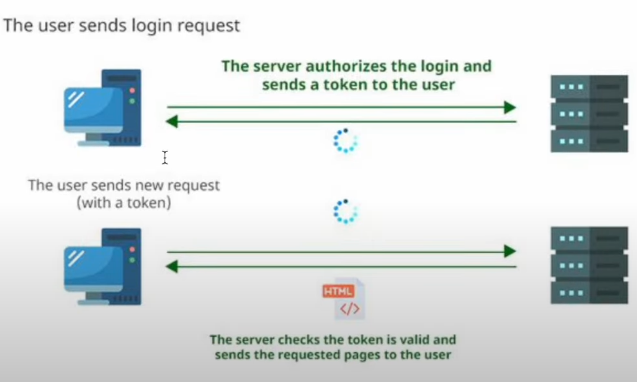 The user sends login request
The server authorizes the login and
sends a token to the user
The user sends new request
(with a token)
HTML
</>
The server checks the token is valid and
sends the requested pages to the user